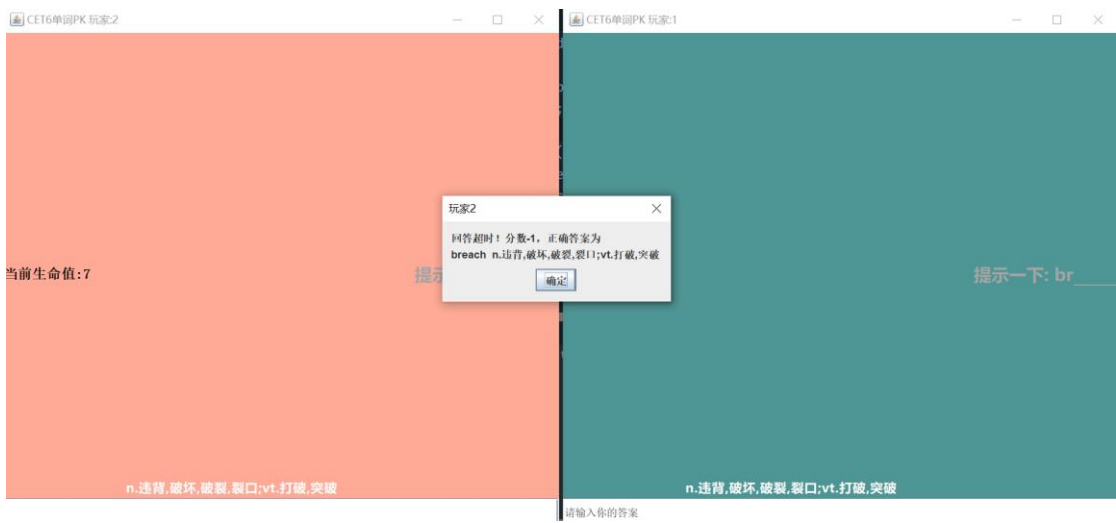 CET6单词PK 玩家:2
CET6单词PK 玩家:1
玩家2
回答超时！分数-1，正确答案为
breach n.违背,破坏,破裂,裂口;vt.打破,突破
确定
当前生命值:7
提示
提示一下: br_____
n.违背,破坏,破裂,裂口;vt.打破,突破
n.违背,破坏,破裂,裂口;vt.打破,突破
请输入你的答案